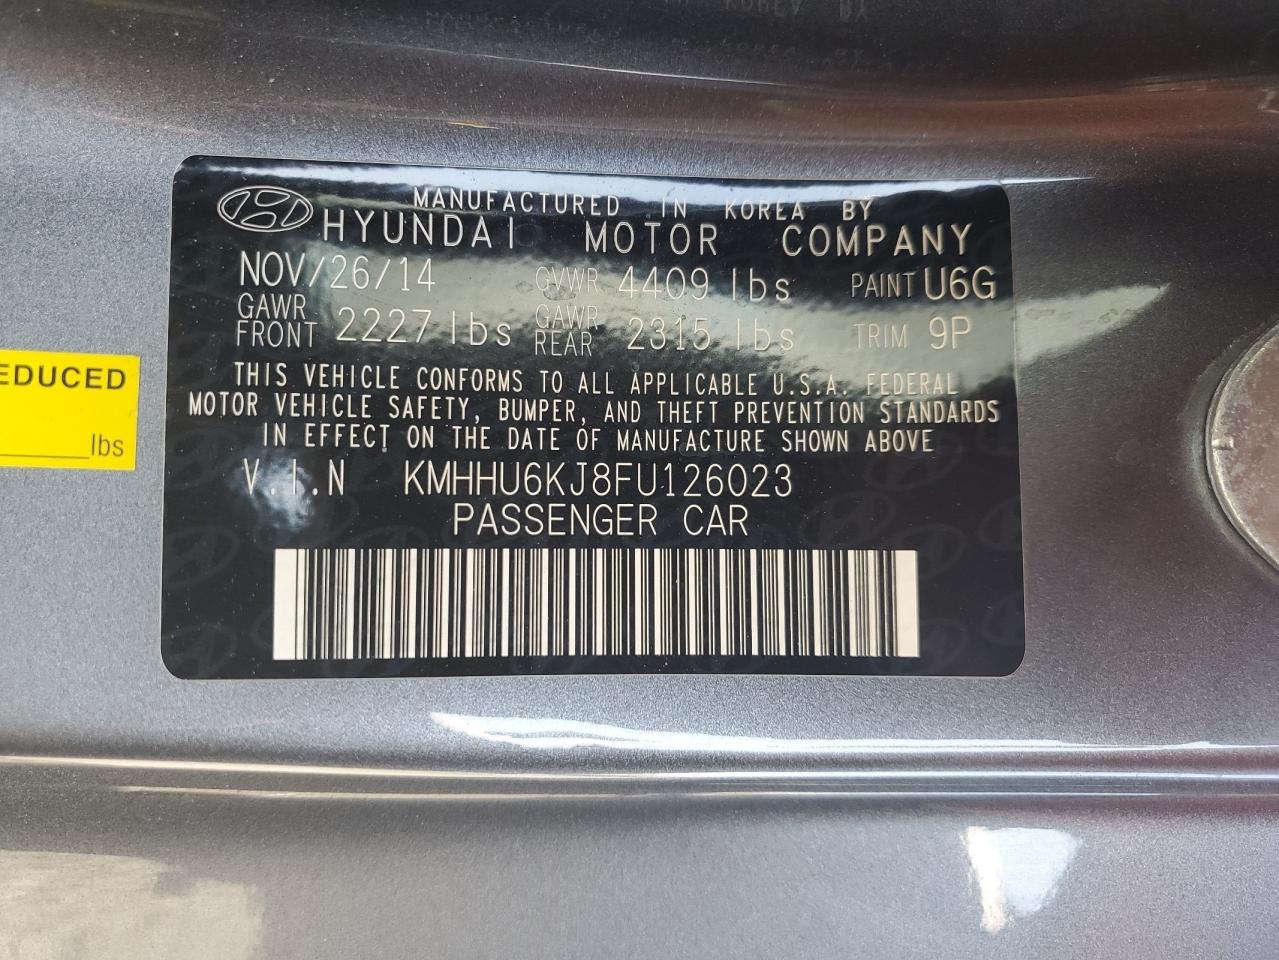 MANUFACTURED IN KOREA BY
HYUNDAI MOTOR COMPANY
NOV/26/14 GVWR 4409 lbs PAINT U6G
GAWR FRONT 2227 lbs GAWR REAR 2315 lbs TRIM 9P
THIS VEHICLE CONFORMS TO ALL APPLICABLE U.S.A. FEDERAL
MOTOR VEHICLE SAFETY, BUMPER, AND THEFT PREVENTION STANDARDS
IN EFFECT ON THE DATE OF MANUFACTURE SHOWN ABOVE
V.I.N KMHHU6KJ8FU126023
PASSENGER CAR
EDUCED
lbs